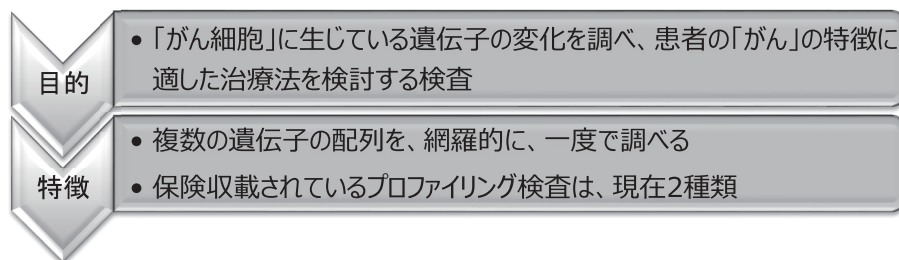 目的
• 「がん細胞」に生じている遺伝子の変化を調べ、患者の「がん」の特徴に
適した治療法を検討する検査
特徴
• 複数の遺伝子の配列を、網羅的に、一度で調べる
• 保険収載されているプロファイリング検査は、現在2種類